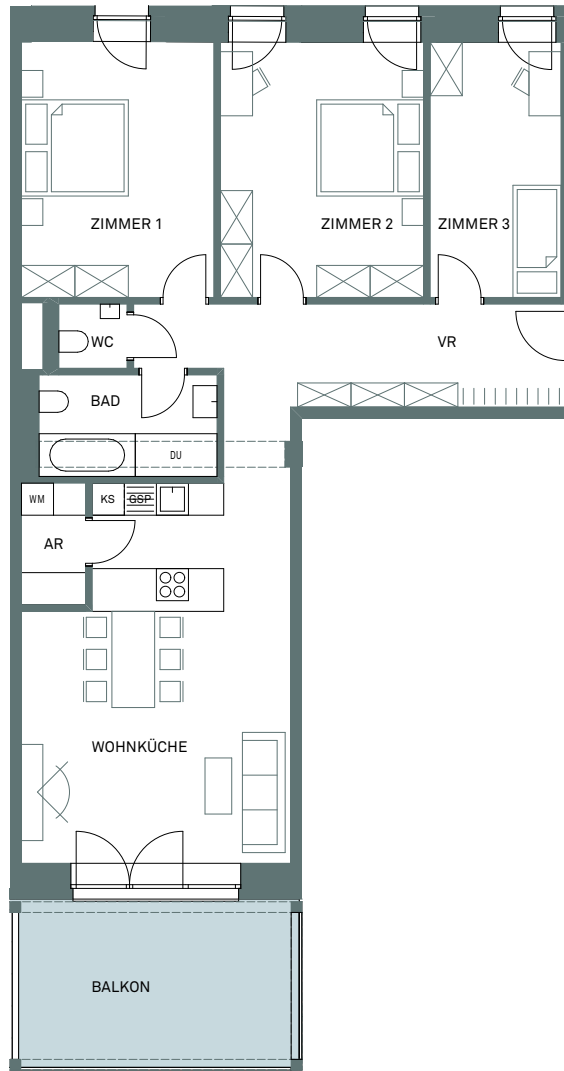 ZIMMER 1
ZIMMER 2
ZIMMER 3
WC
VR
BAD
DU
WM
KS
GSP
AR
WOHNKÜCHE
BALKON